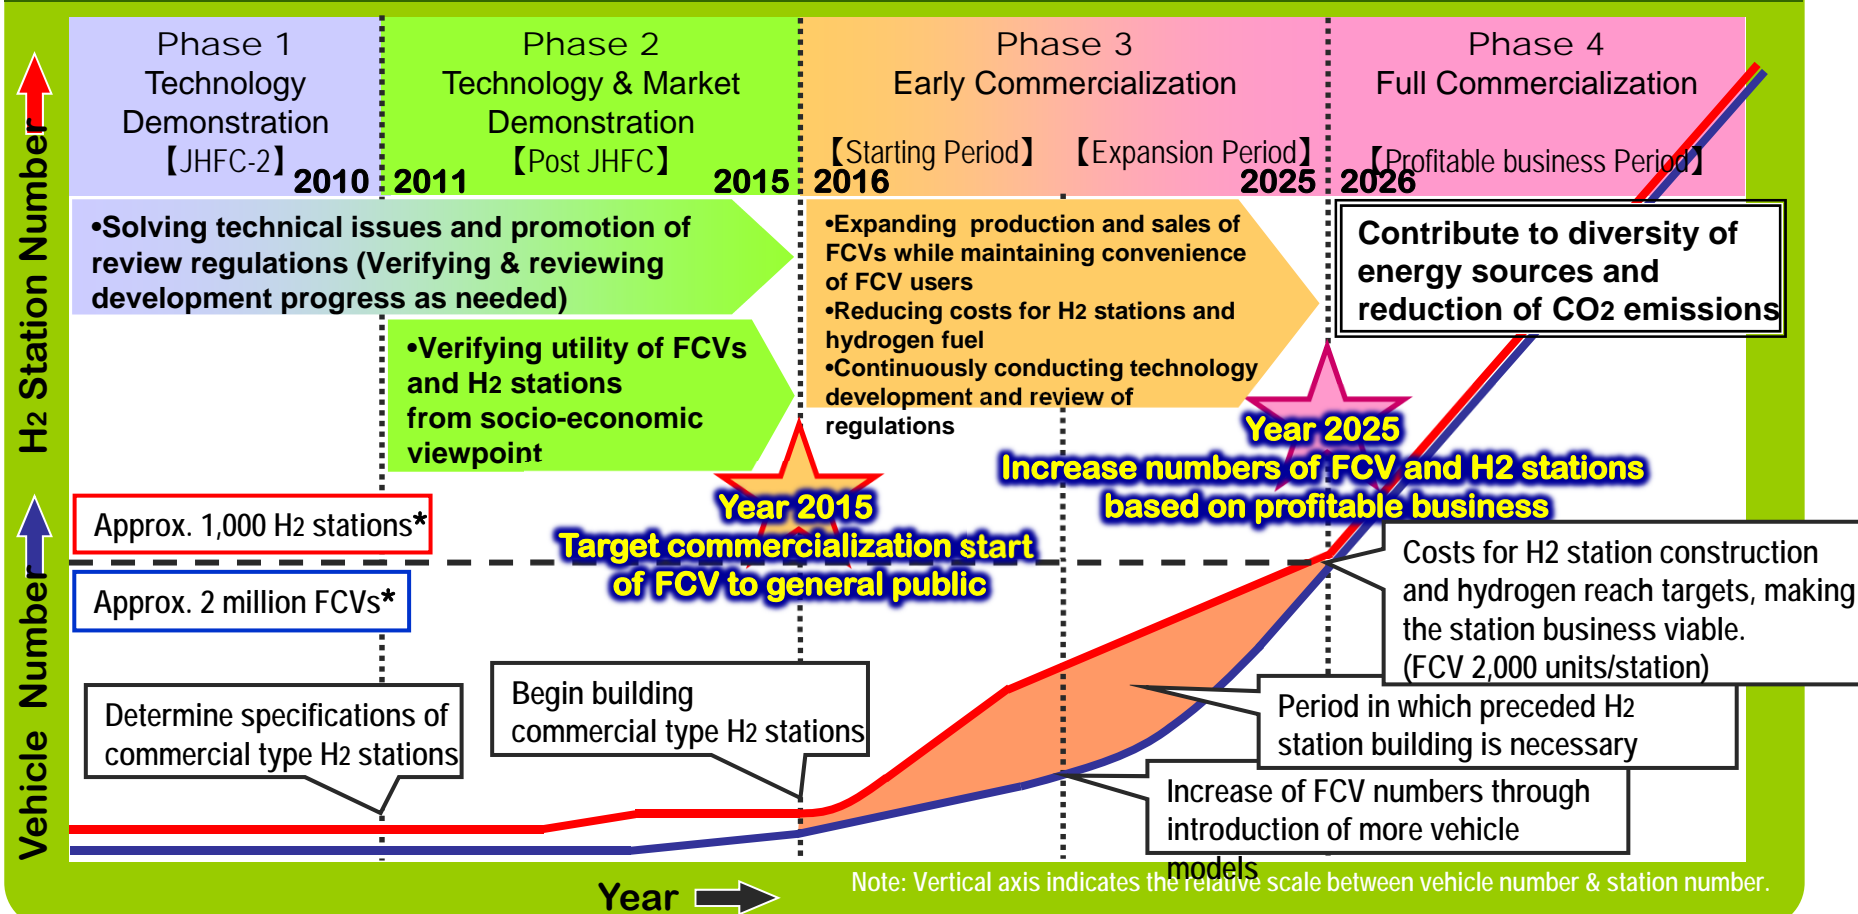 Phase 1
Technology
Demonstration
【JHFC-2】
2010
Phase 2
Technology & Market
Demonstration
【Post JHFC】
2011
2015
Phase 3
Early Commercialization
【Starting Period】
【Expansion Period】
2016
2025
Phase 4
Full Commercialization
【Profitable business Period】
2026
H2 Station Number
Vehicle Number
•Solving technical issues and promotion of
review regulations (Verifying & reviewing
development progress as needed)
•Verifying utility of FCVs
and H2 stations
from socio-economic
viewpoint
•Expanding production and sales of
FCVs while maintaining convenience
of FCV users
•Reducing costs for H2 stations and
hydrogen fuel
•Continuously conducting technology
development and review of
regulations
Contribute to diversity of
energy sources and
reduction of CO2 emissions
Year 2015
Target commercialization start
of FCV to general public
Year 2025
Increase numbers of FCV and H2 stations
based on profitable business
Approx. 1,000 H2 stations*
Approx. 2 million FCVs*
Determine specifications of
commercial type H2 stations
Begin building
commercial type H2 stations
Costs for H2 station construction
and hydrogen reach targets, making
the station business viable.
(FCV 2,000 units/station)
Period in which preceded H2
station building is necessary
Increase of FCV numbers through
introduction of more vehicle
models
Year
Note: Vertical axis indicates the relative scale between vehicle number & station number.